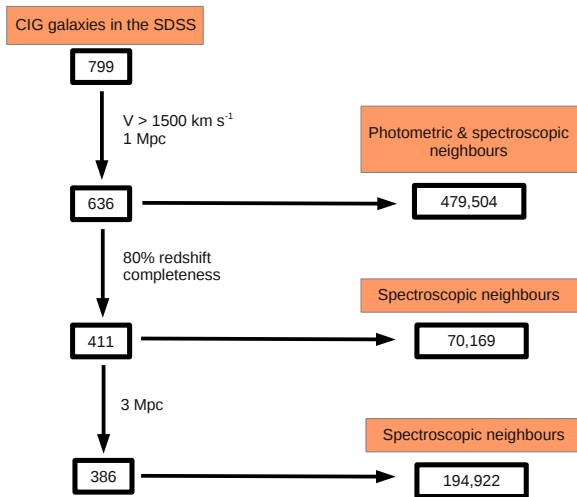 CIG galaxies in the SDSS
799
V > 1500 km s⁻¹
1 Mpc
Photometric & spectroscopic
neighbours
636
479,504
80% redshift
completeness
Spectroscopic neighbours
411
70,169
3 Mpc
Spectroscopic neighbours
386
194,922